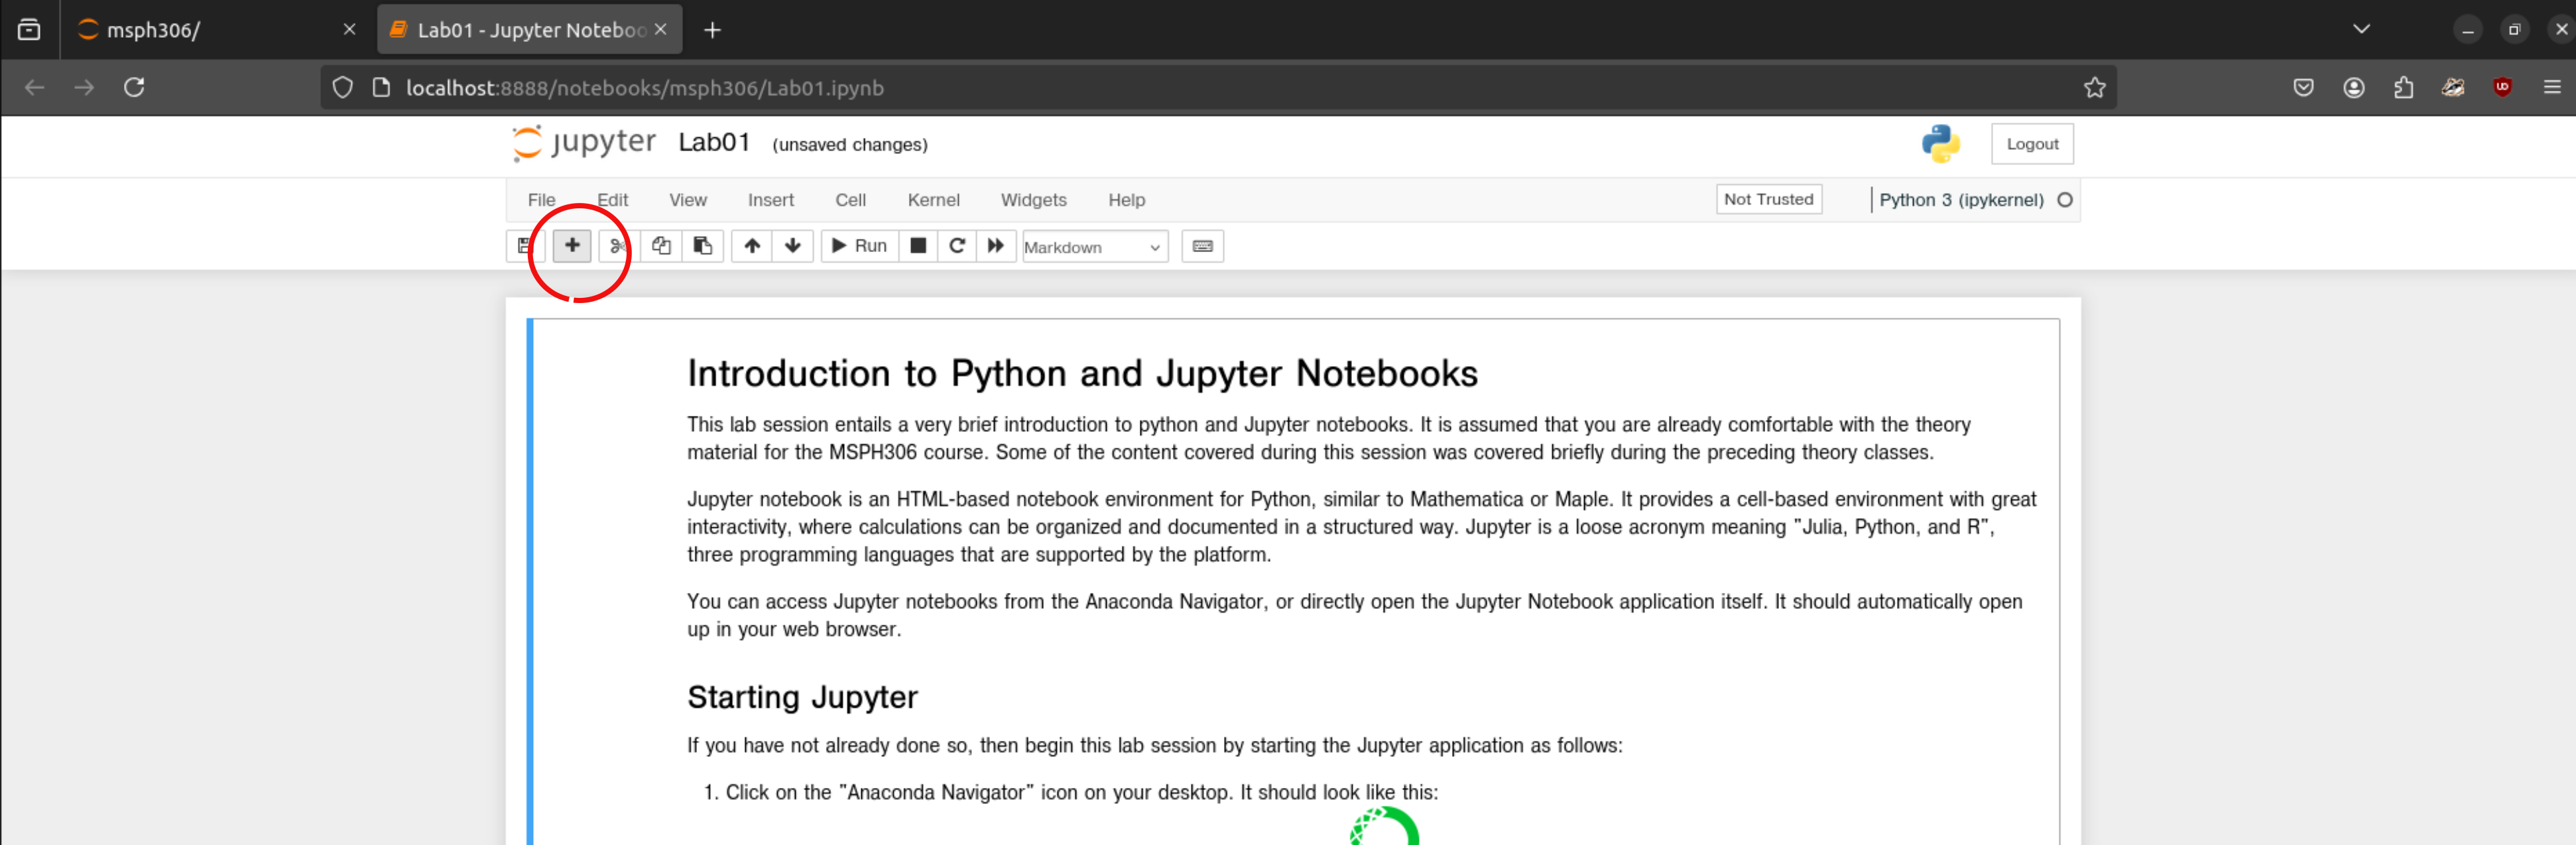 msph306/
Lab01 - Jupyter Noteboo
localhost:8888/notebooks/msph306/Lab01.ipynb
jupyter Lab01 (unsaved changes)
Logout
File Edit View Insert Cell Kernel Widgets Help
Not Trusted
Python 3 (ipykernel)
Run
Markdown
Introduction to Python and Jupyter Notebooks
This lab session entails a very brief introduction to python and Jupyter notebooks. It is assumed that you are already comfortable with the theory
material for the MSPH306 course. Some of the content covered during this session was covered briefly during the preceding theory classes.
Jupyter notebook is an HTML-based notebook environment for Python, similar to Mathematica or Maple. It provides a cell-based environment with great
interactivity, where calculations can be organized and documented in a structured way. Jupyter is a loose acronym meaning "Julia, Python, and R",
three programming languages that are supported by the platform.
You can access Jupyter notebooks from the Anaconda Navigator, or directly open the Jupyter Notebook application itself. It should automatically open
up in your web browser.
Starting Jupyter
If you have not already done so, then begin this lab session by starting the Jupyter application as follows:
1. Click on the "Anaconda Navigator" icon on your desktop. It should look like this: